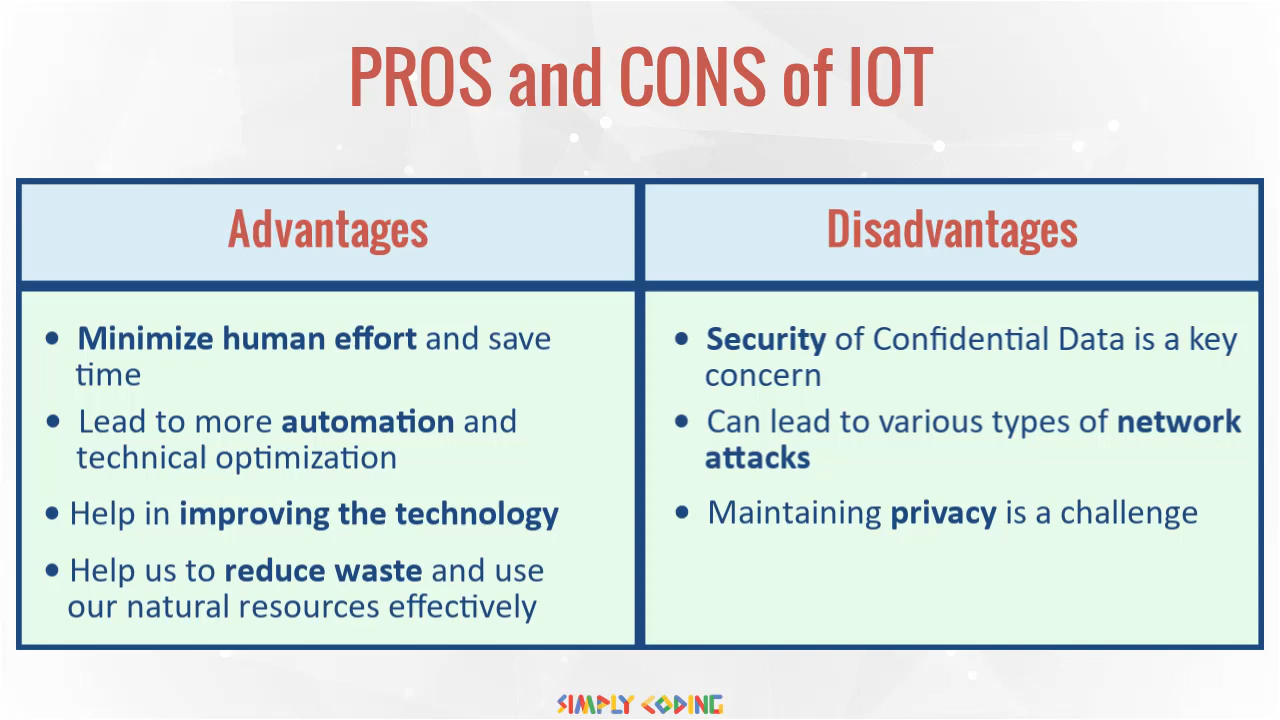 PROS and CONS of IOT
Advantages
Disadvantages
• Minimize human effort and save
time
• Lead to more automation and
technical optimization
• Help in improving the technology
• Help us to reduce waste and use
our natural resources effectively
• Security of Confidential Data is a key
concern
• Can lead to various types of network
attacks
• Maintaining privacy is a challenge
SIMPLY CODING